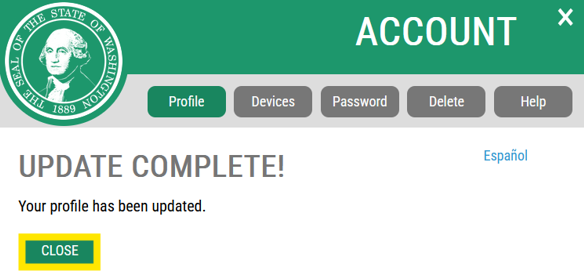 THE SEAL OF THE STATE OF WASHINGTON
1889
ACCOUNT
×
Profile
Devices
Password
Delete
Help
UPDATE COMPLETE!
Español
Your profile has been updated.
CLOSE